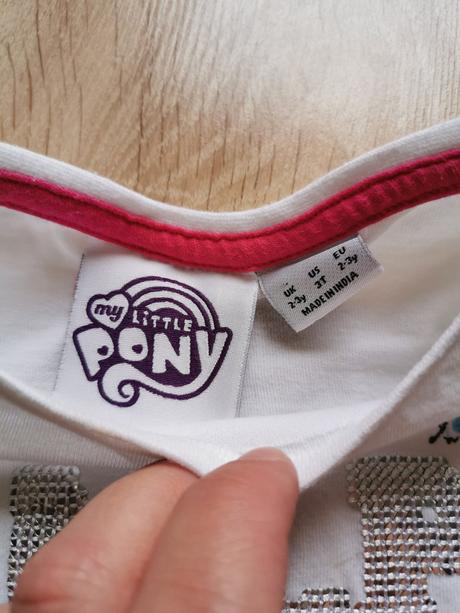 my LiTTLE
PONY
UK US EU
2-3y 3T 2-3y
MADE IN INDIA